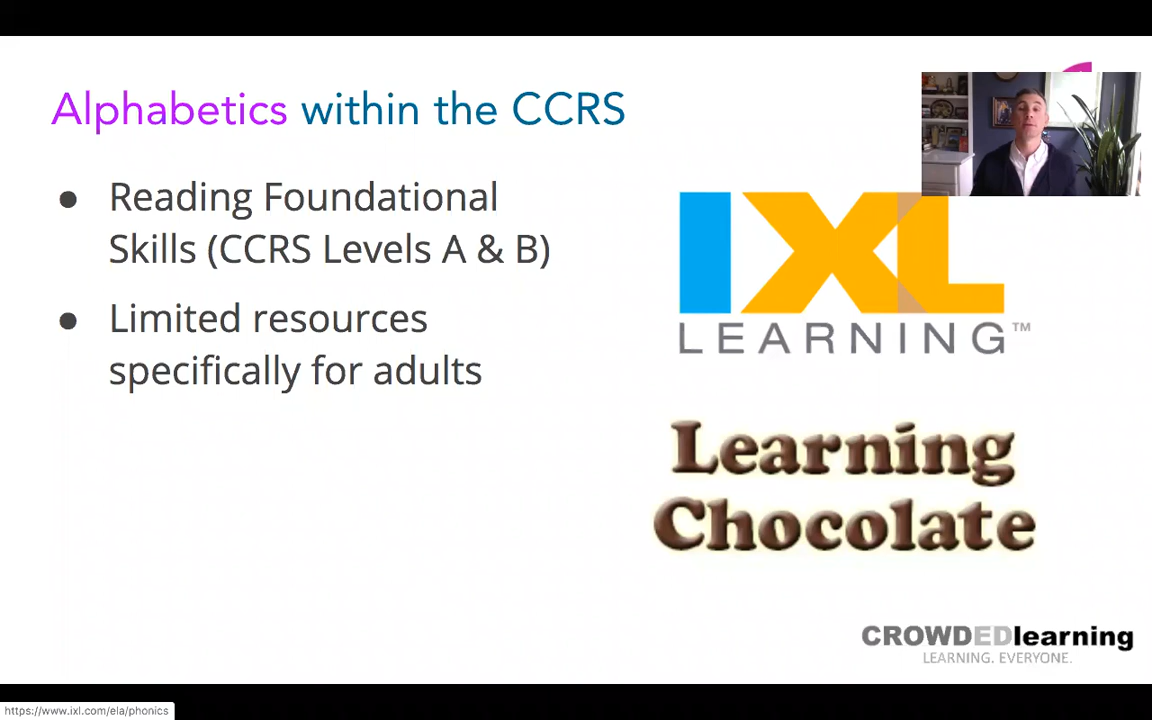 Alphabetics within the CCRS
● Reading Foundational
Skills (CCRS Levels A & B)
● Limited resources
specifically for adults
IXL
LEARNING™
Learning
Chocolate
CROWDEDlearning
LEARNING. EVERYONE.
https://www.ixl.com/ela/phonics